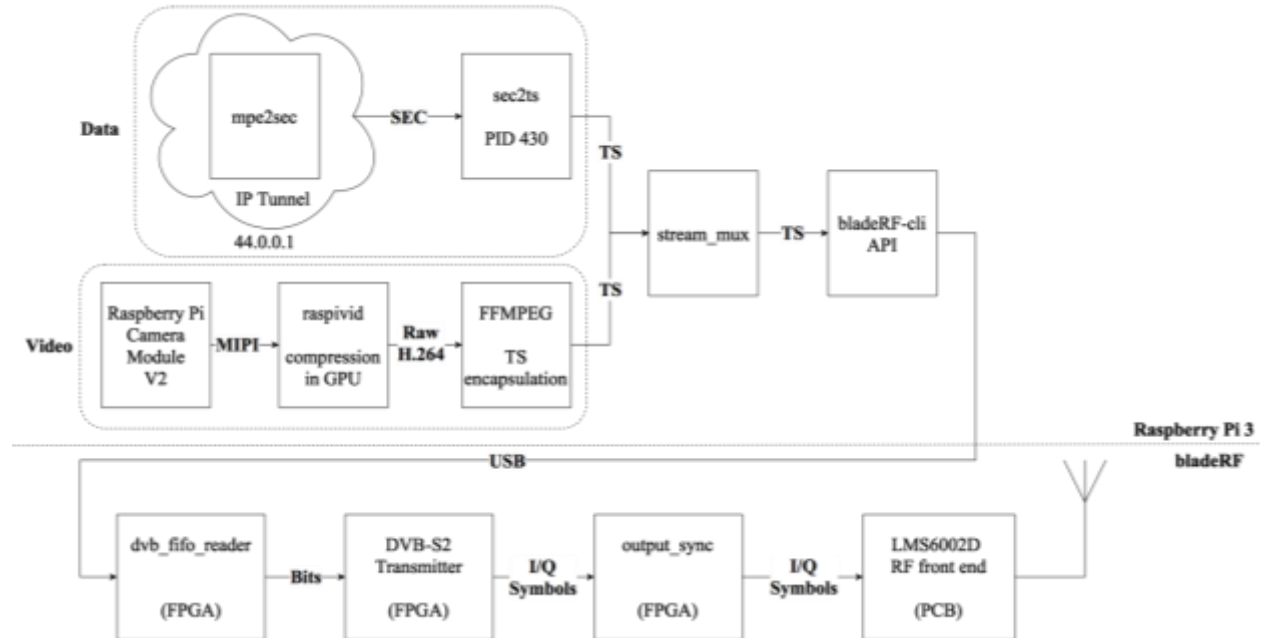 Data
mpe2sec
IP Tunnel
44.0.0.1
SEC
sec2ts
PID 430
TS
Video
Raspberry Pi
Camera
Module
V2
MIPI
raspivid
compression
in GPU
Raw
H.264
FFMPEG
TS
encapsulation
TS
stream_mux
TS
bladeRF-cli
API
Raspberry Pi 3
USB
bladeRF
dvb_fifo_reader
(FPGA)
Bits
DVB-S2
Transmitter
(FPGA)
I/Q
Symbols
output_sync
(FPGA)
I/Q
Symbols
LMS6002D
RF front end
(PCB)